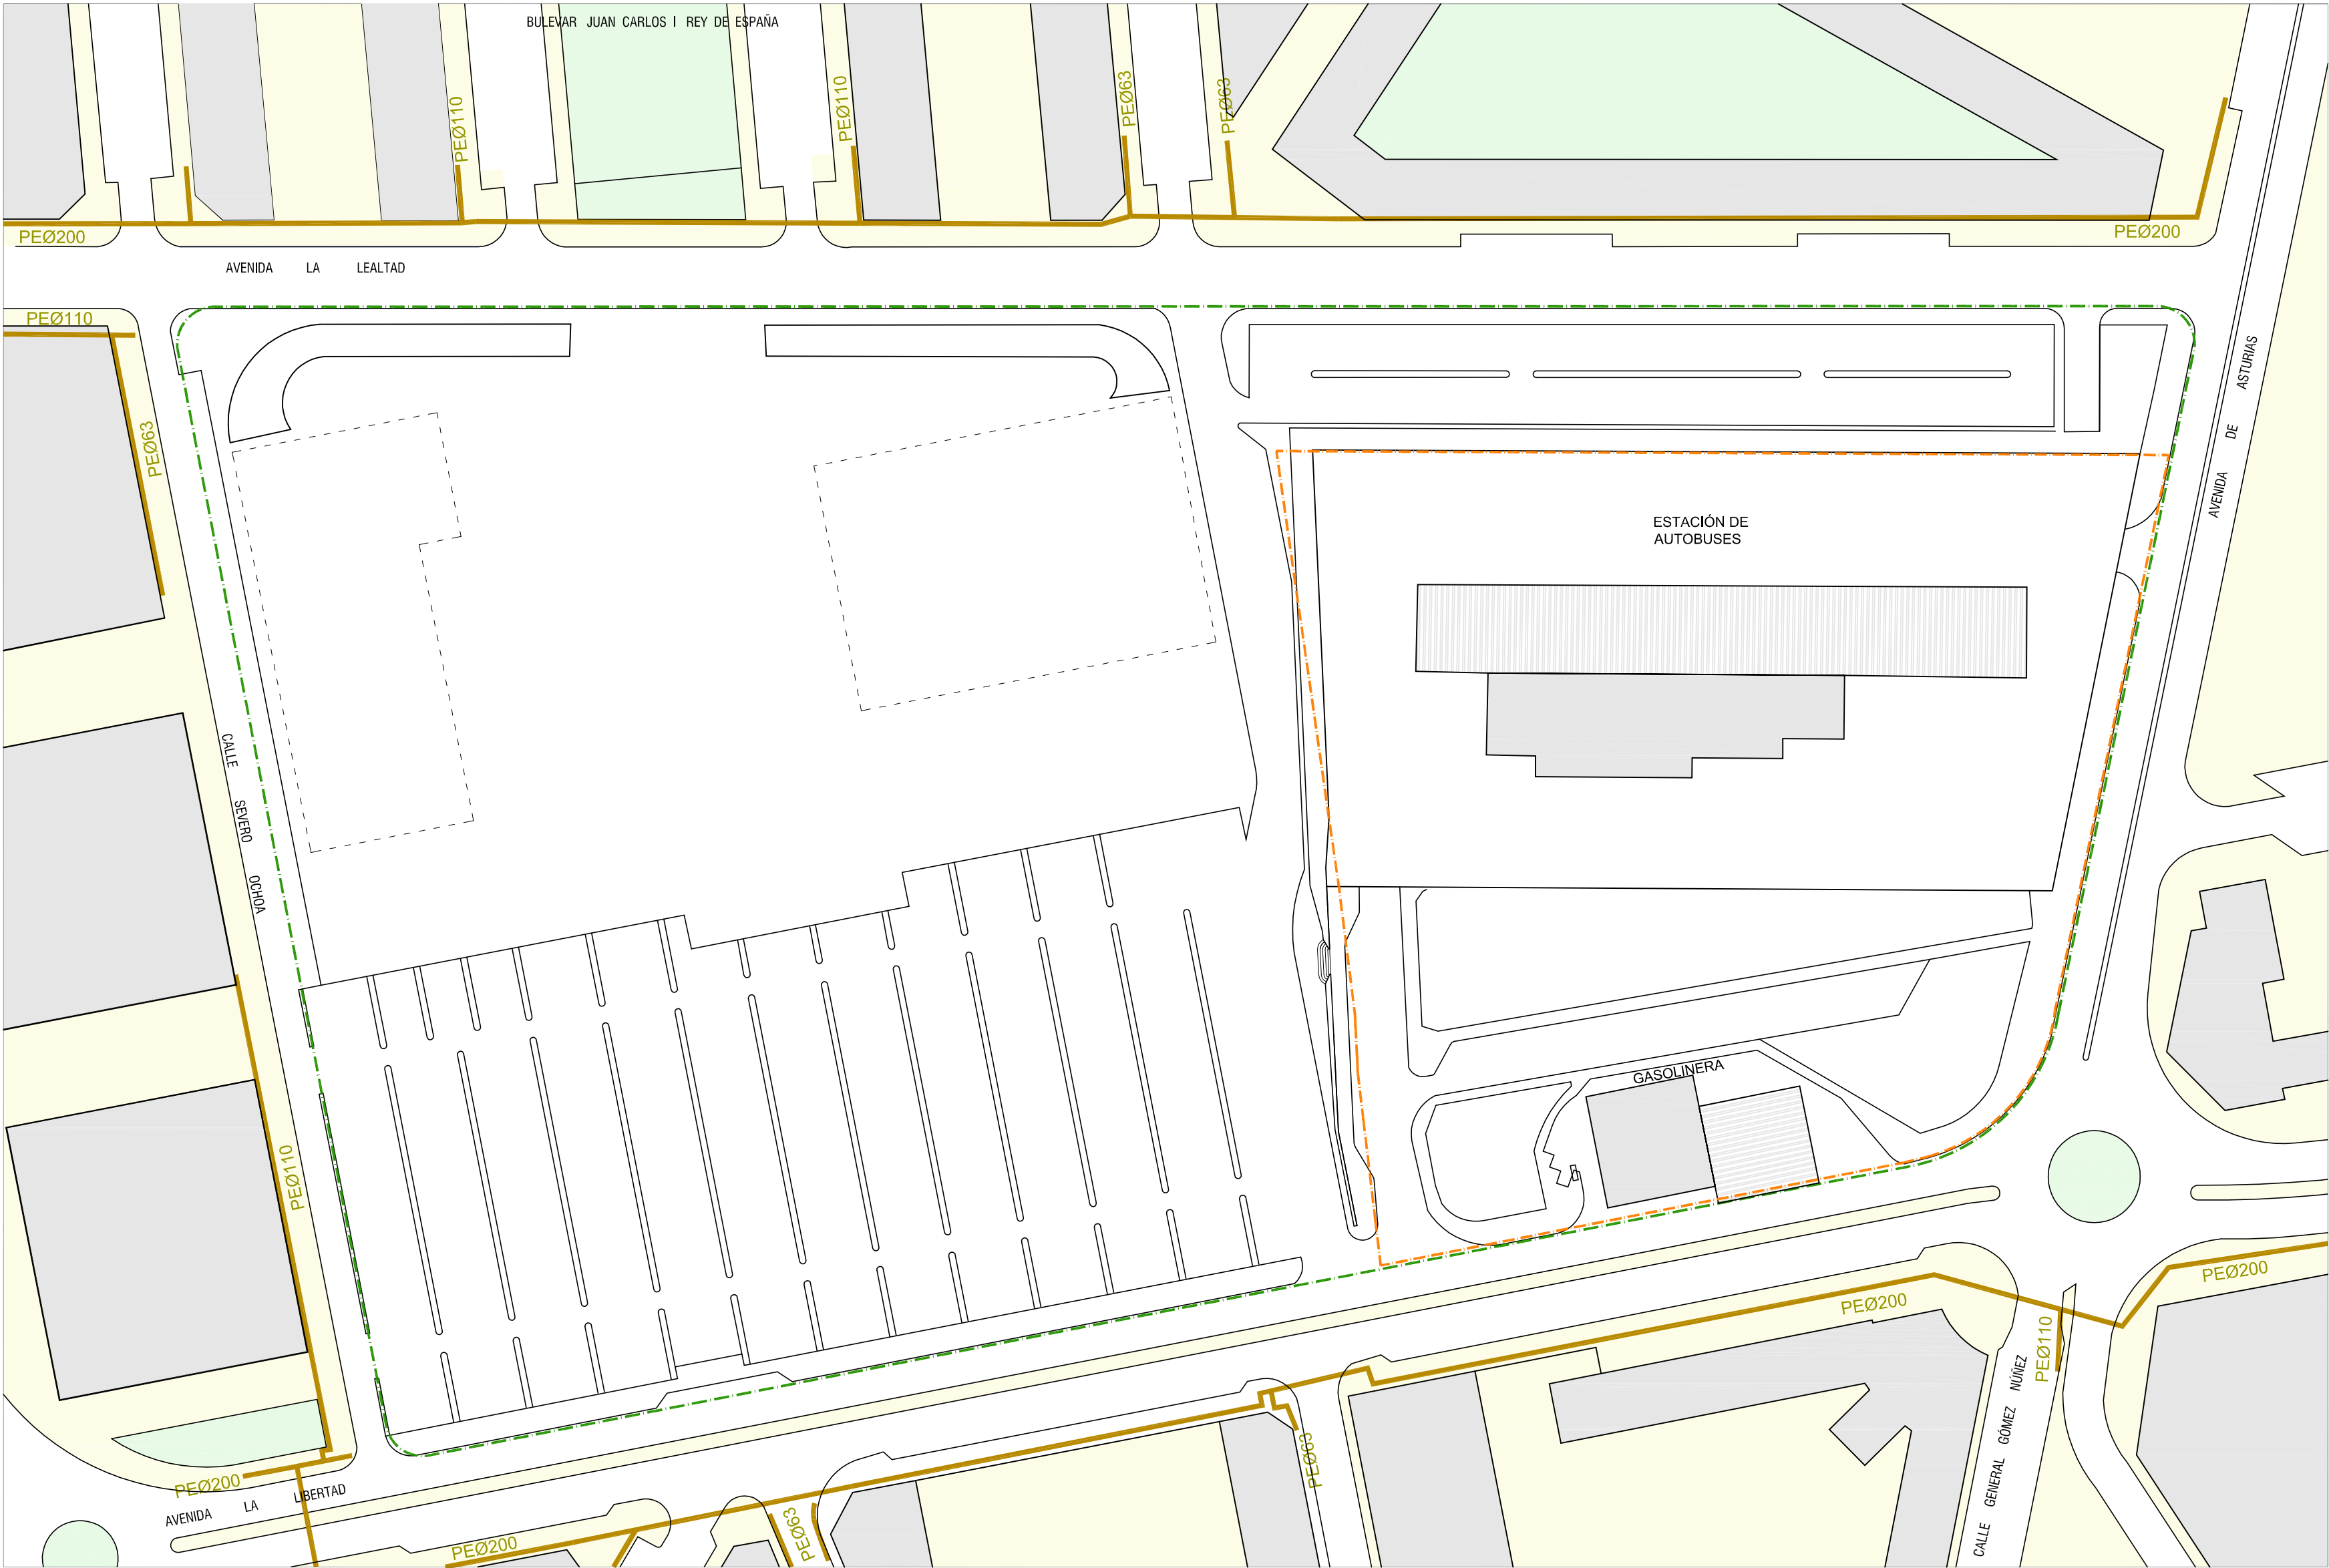 BULEVAR JUAN CARLOS I REY DE ESPAÑA
PEØ110
PEØ110
PEØ63
PEØ63
PEØ200
PEØ200
AVENIDA LA LEALTAD
PEØ110
PEØ63
AVENIDA DE ASTURIAS
ESTACIÓN DE
AUTOBUSES
CALLE SEVERO OCHOA
GASOLINERA
PEØ110
PEØ200
PEØ200
PEØ110
CALLE GENERAL GÓMEZ NÚÑEZ
PEØ63
PEØ200
AVENIDA LA LIBERTAD
PEØ63
PEØ200